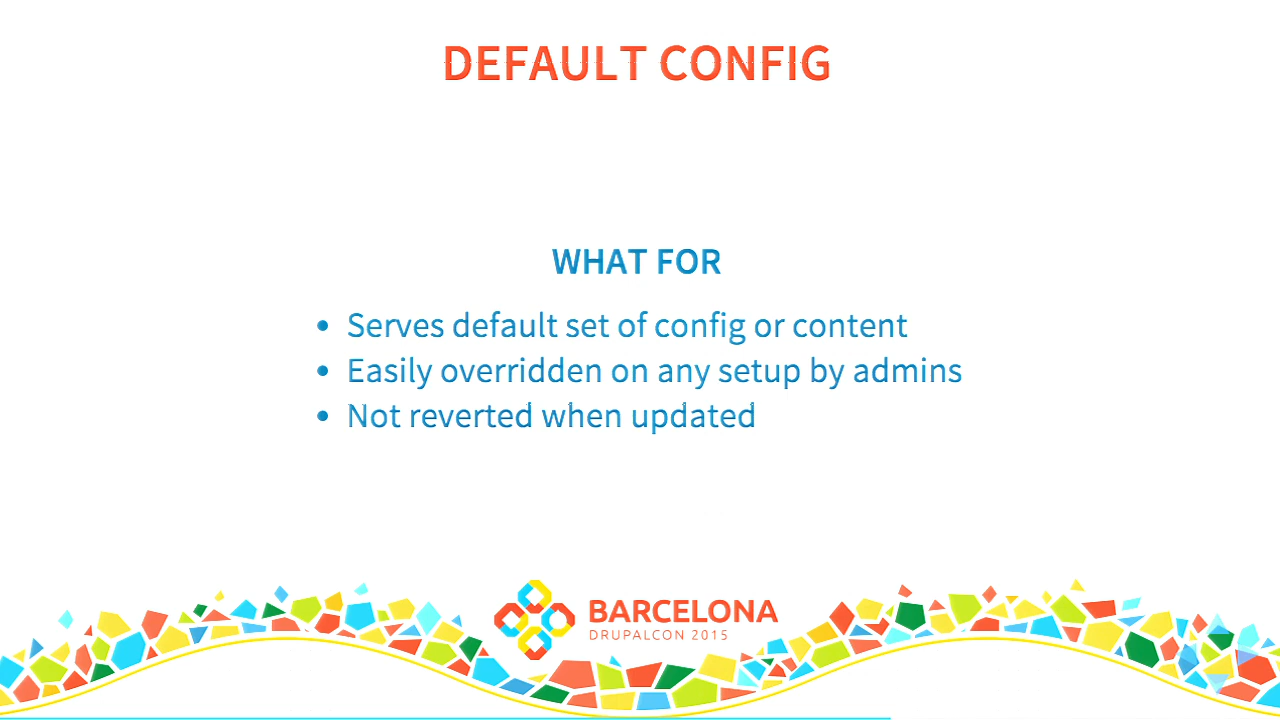 DEFAULT CONFIG
WHAT FOR
• Serves default set of config or content
• Easily overridden on any setup by admins
• Not reverted when updated
BARCELONA
DRUPALCON 2015